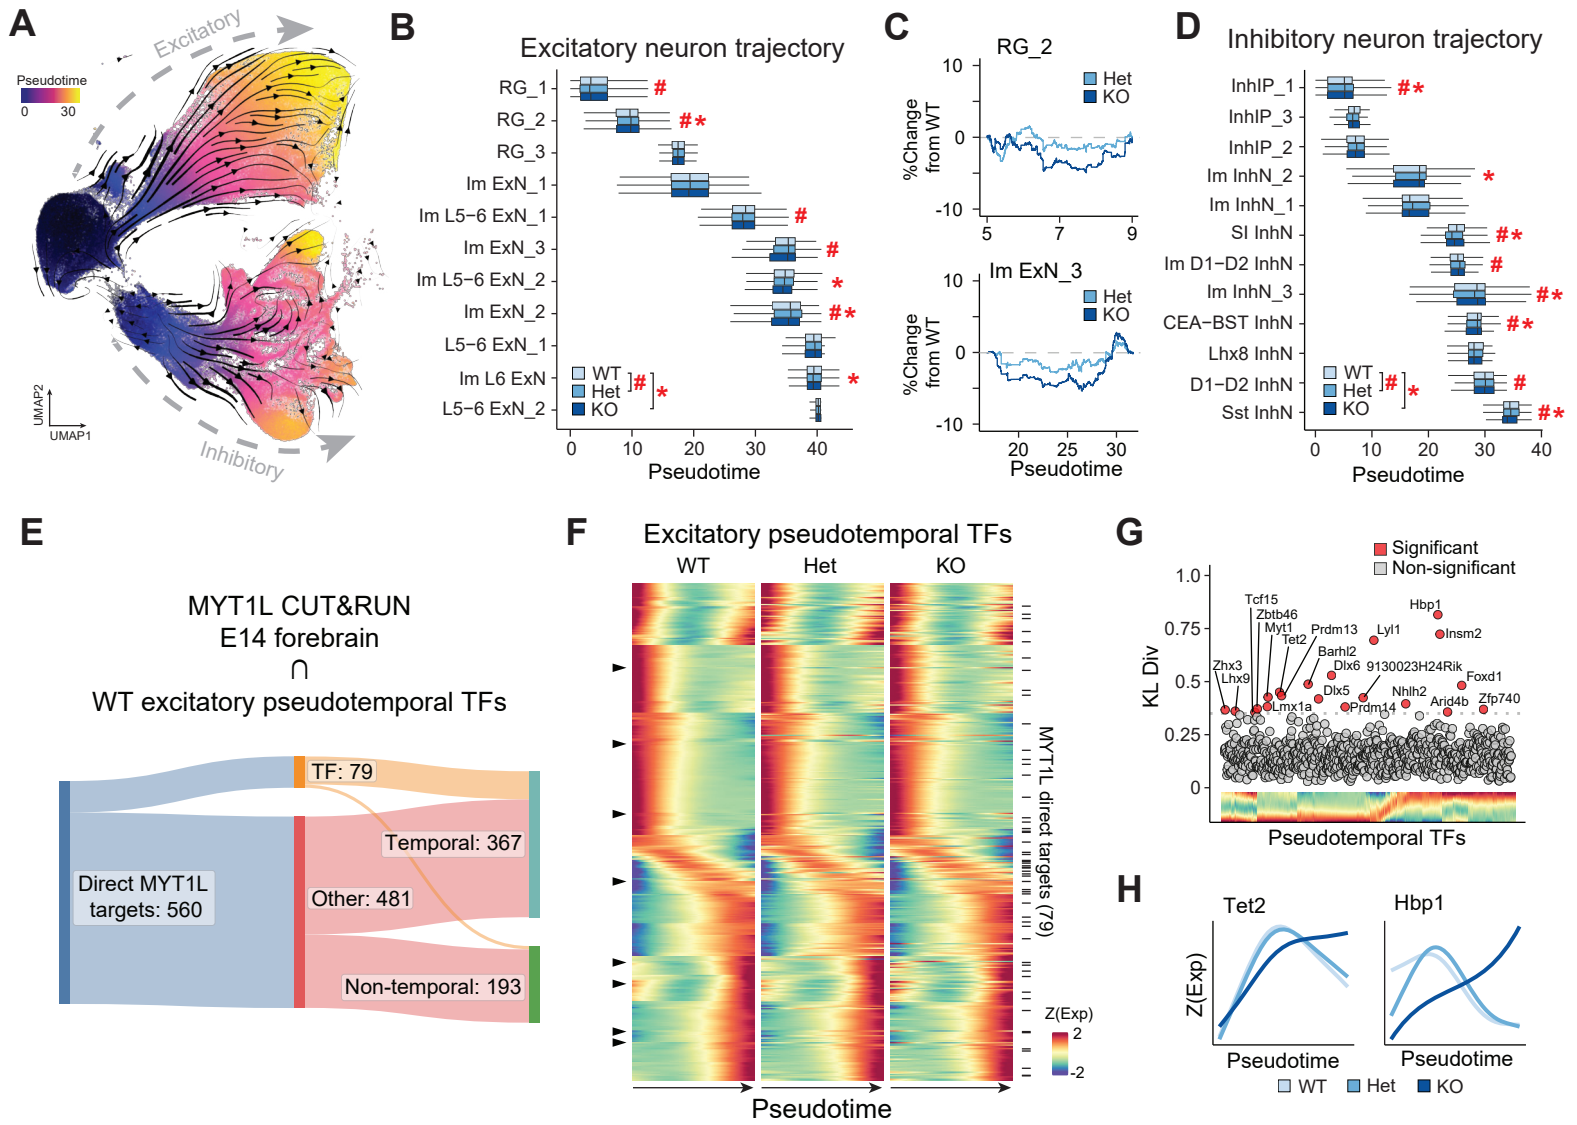 A
Excitatory
Pseudotime
0 30
Inhibitory
UMAP2
UMAP1
B
Excitatory neuron trajectory
RG_1 #
RG_2 #*
RG_3
Im ExN_1
Im L5−6 ExN_1 #
Im ExN_3 #
Im L5−6 ExN_2 *
Im ExN_2 #*
L5−6 ExN_1
Im L6 ExN *
L5−6 ExN_2
WT
Het
KO
# *
0 10 20 30 40
Pseudotime
C
RG_2
10
0
-10
%Change
from WT
Het
KO
5 7 9
Im ExN_3
10
0
-10
%Change
from WT
Het
KO
20 25 30
Pseudotime
D
Inhibitory neuron trajectory
InhIP_1 #*
InhIP_3
InhIP_2
Im InhN_2 *
Im InhN_1
SI InhN #*
Im D1−D2 InhN #
Im InhN_3 #*
CEA−BST InhN #*
Lhx8 InhN
D1−D2 InhN #
Sst InhN #*
WT
Het
KO
# *
0 10 20 30 40
Pseudotime
E
MYT1L CUT&RUN
E14 forebrain
∩
WT excitatory pseudotemporal TFs
Direct MYT1L
targets: 560
TF: 79
Other: 481
Temporal: 367
Non-temporal: 193
F
Excitatory pseudotemporal TFs
WT Het KO
MYT1L direct targets (79)
Z(Exp)
2
-2
Pseudotime
G
Significant
Non-significant
KL Div
1.0
0.75
0.5
0.25
0
Tcf15
Zbtb46
Myt1
Tet2
Prdm13
Barhl2
Dlx6
Lyl1
Hbp1
Insm2
9130023H24Rik
Foxd1
Zhx3
Lhx9
Lmx1a
Dlx5
Prdm14
Nhlh2
Arid4b
Zfp740
Pseudotemporal TFs
H
Tet2
Hbp1
Z(Exp)
Pseudotime
Pseudotime
WT Het KO